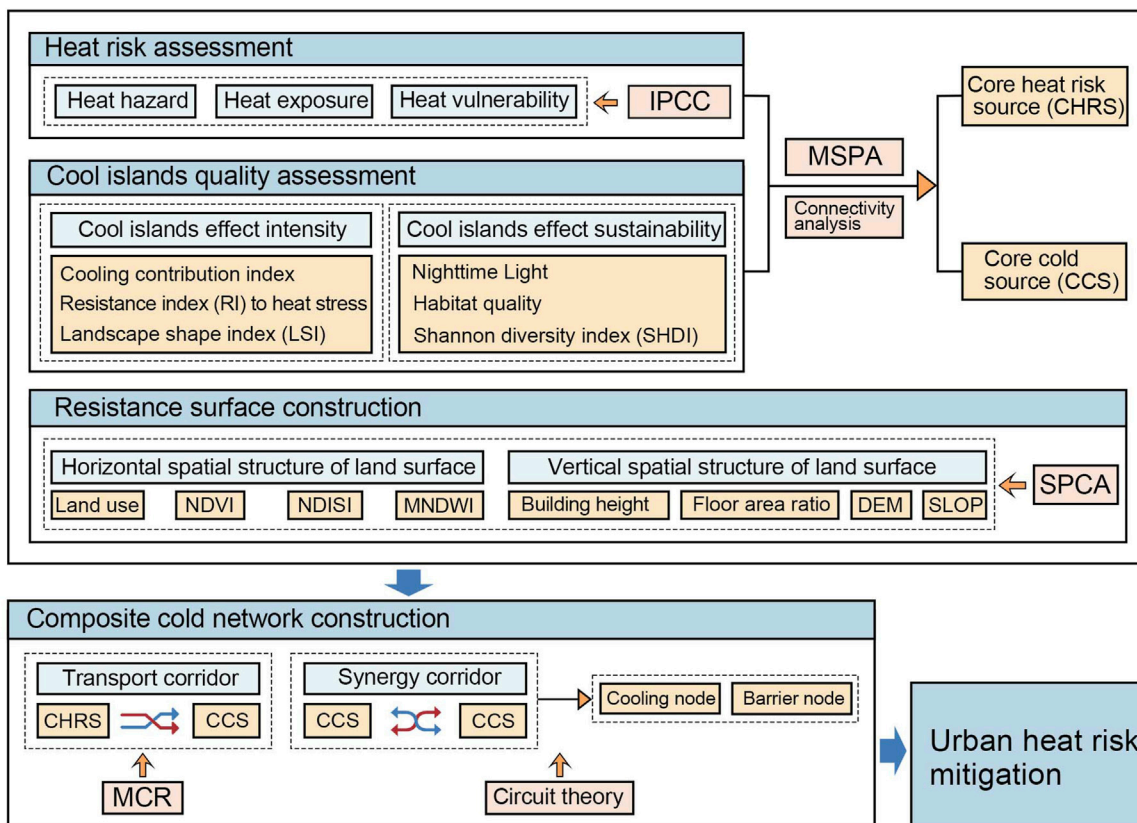 Heat risk assessment
Heat hazard
Heat exposure
Heat vulnerability
IPCC
Cool islands quality assessment
Cool islands effect intensity
Cooling contribution index
Resistance index (RI) to heat stress
Landscape shape index (LSI)
Cool islands effect sustainability
Nighttime Light
Habitat quality
Shannon diversity index (SHDI)
MSPA
Connectivity
analysis
Core heat risk
source (CHRS)
Core cold
source (CCS)
Resistance surface construction
Horizontal spatial structure of land surface
Land use
NDVI
NDISI
MNDWI
Vertical spatial structure of land surface
Building height
Floor area ratio
DEM
SLOP
SPCA
Composite cold network construction
Transport corridor
CHRS
CCS
MCR
Synergy corridor
CCS
CCS
Circuit theory
Cooling node
Barrier node
Urban heat risk
mitigation